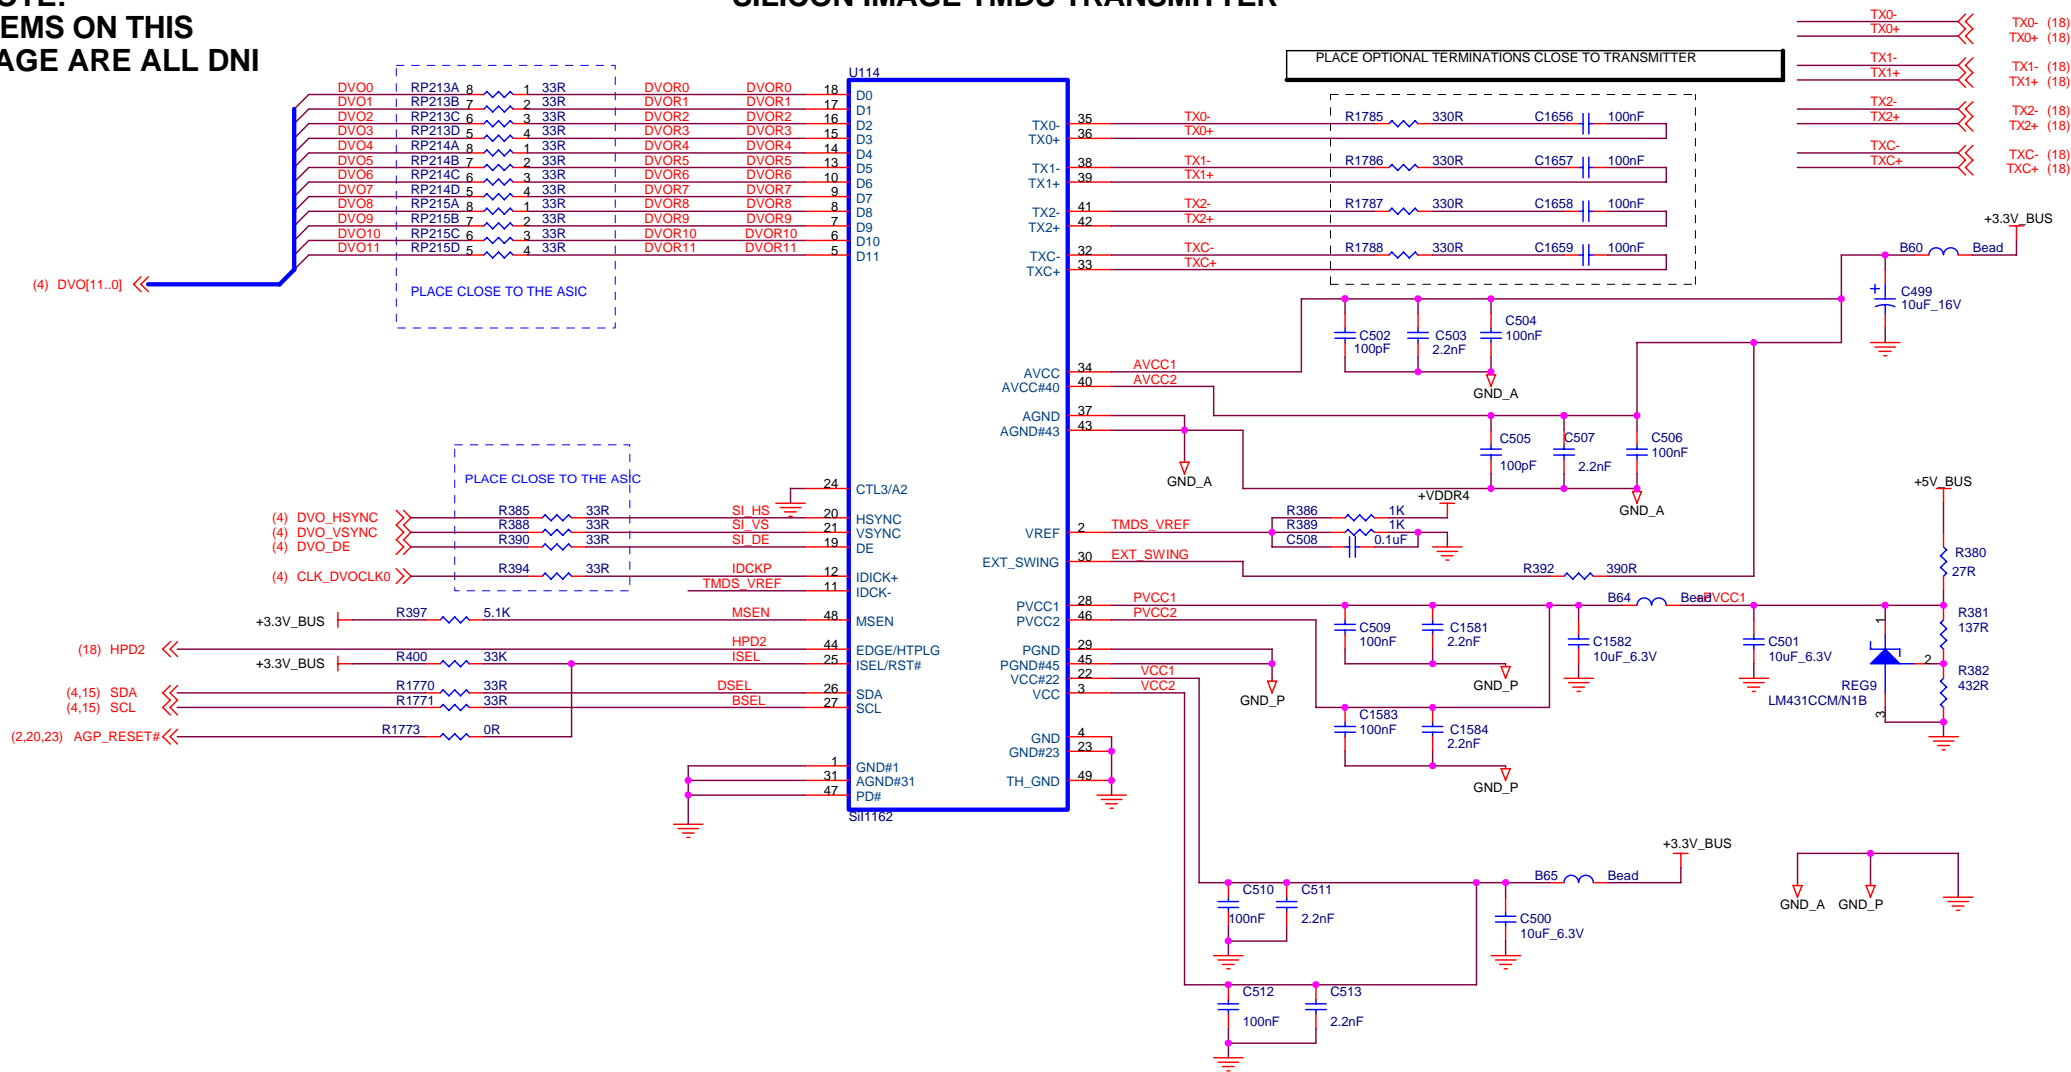 SILICON IMAGE TMDS TRANSMITTER
EMS ON THIS
AGE ARE ALL DNI
PLACE OPTIONAL TERMINATIONS CLOSE TO TRANSMITTER
TX0- TX0- (18)
TX0+ TX0+ (18)
TX1- TX1- (18)
TX1+ TX1+ (18)
TX2- TX2- (18)
TX2+ TX2+ (18)
TXC- TXC- (18)
TXC+ TXC+ (18)
U114
DVO0 RP213A 8 1 33R DVOR0 DVOR0 18 D0
DVO1 RP213B 7 2 33R DVOR1 DVOR1 17 D1
DVO2 RP213C 6 3 33R DVOR2 DVOR2 16 D2
DVO3 RP213D 5 4 33R DVOR3 DVOR3 15 D3
DVO4 RP214A 8 1 33R DVOR4 DVOR4 14 D4
DVO5 RP214B 7 2 33R DVOR5 DVOR5 13 D5
DVO6 RP214C 6 3 33R DVOR6 DVOR6 10 D6
DVO7 RP214D 5 4 33R DVOR7 DVOR7 9 D7
DVO8 RP215A 8 1 33R DVOR8 DVOR8 8 D8
DVO9 RP215B 7 2 33R DVOR9 DVOR9 7 D9
DVO10 RP215C 6 3 33R DVOR10 DVOR10 6 D10
DVO11 RP215D 5 4 33R DVOR11 DVOR11 5 D11
(4) DVO[11..0]
PLACE CLOSE TO THE ASIC
TX0- 35 TX0- R1785 330R C1656 100nF
TX0+ 36 TX0+
TX1- 38 TX1- R1786 330R C1657 100nF
TX1+ 39 TX1+
TX2- 41 TX2- R1787 330R C1658 100nF
TX2+ 42 TX2+
TXC- 32 TXC- R1788 330R C1659 100nF
TXC+ 33 TXC+
+3.3V_BUS
B60 Bead
C499
10uF_16V
C502
100pF
C503
2.2nF
C504
100nF
GND_A
AVCC 34 AVCC1
AVCC#40 40 AVCC2
AGND 37
AGND#43 43
GND_A
C505
100pF
C507
2.2nF
C506
100nF
GND_A
PLACE CLOSE TO THE ASIC
24 CTL3/A2
(4) DVO_HSYNC R385 33R SI_HS 20 HSYNC
(4) DVO_VSYNC R388 33R SI_VS 21 VSYNC
(4) DVO_DE R390 33R SI_DE 19 DE
(4) CLK_DVOCLK0 R394 33R IDCKP 12 IDICK+
TMDS_VREF 11 IDCK-
+3.3V_BUS R397 5.1K MSEN 48 MSEN
(18) HPD2 HPD2 44 EDGE/HTPLG
+3.3V_BUS R400 33K ISEL 25 ISEL/RST#
(4,15) SDA R1770 33R DSEL 26 SDA
(4,15) SCL R1771 33R BSEL 27 SCL
(2,20,23) AGP_RESET# R1773 0R
1 GND#1
31 AGND#31
47 PD#
SiI1162
+VDDR4
R386 1K
VREF 2 TMDS_VREF R389 1K
C508 0.1uF
EXT_SWING 30 EXT_SWING
R392 390R
PVCC1 28 PVCC1
PVCC2 46 PVCC2
B64 Bead
+PVCC1
PGND 29
PGND#45 45
VCC#22 22 VCC1
VCC 3 VCC2
GND_P
GND 4
GND#23 23
TH_GND 49
C509
100nF
C1581
2.2nF
GND_P
C1582
10uF_6.3V
C501
10uF_6.3V
C1583
100nF
C1584
2.2nF
GND_P
+5V_BUS
R380
27R
R381
137R
R382
432R
1
2
3
REG9
LM431CCM/N1B
+3.3V_BUS
B65 Bead
C510
100nF
C511
2.2nF
C500
10uF_6.3V
C512
100nF
C513
2.2nF
GND_A GND_P